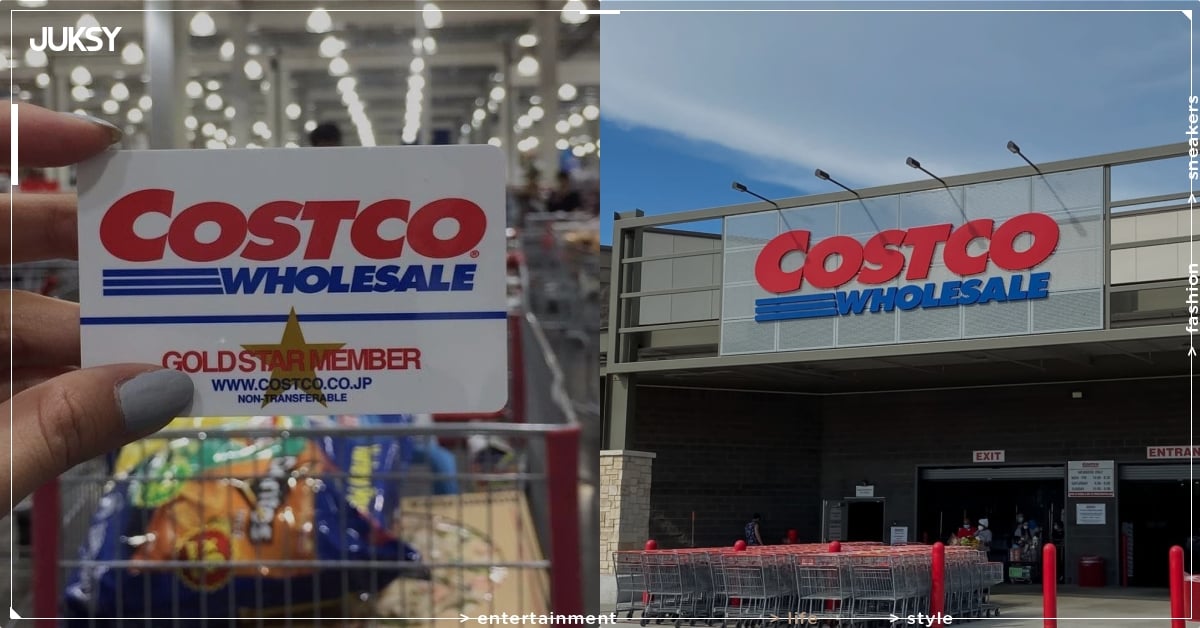 JUKSY
COSTCO
WHOLESALE
GOLD STAR MEMBER
WWW.COSTCO.CO.JP
NON-TRANSFERABLE
COSTCO
WHOLESALE
EXIT
ENTRAN
> fashion > sneakers
> entertainment > life > style